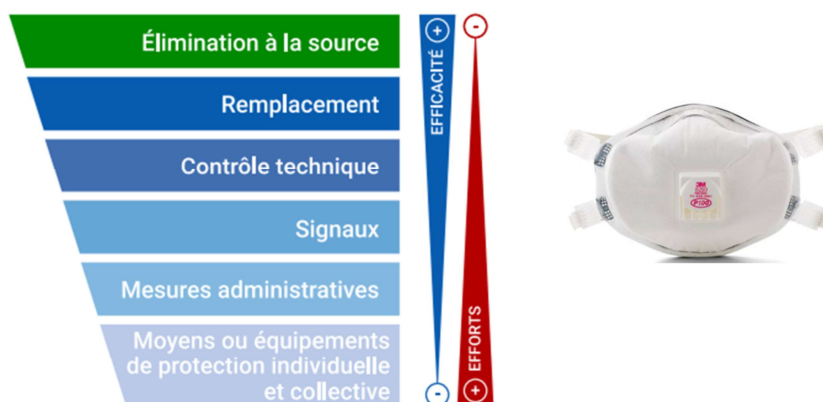 Élimination à la source
Remplacement
Contrôle technique
Signaux
Mesures administratives
Moyens ou équipements
de protection individuelle
et collective
+
EFFICACITÉ
-
-
EFFORTS
+
3M
P100